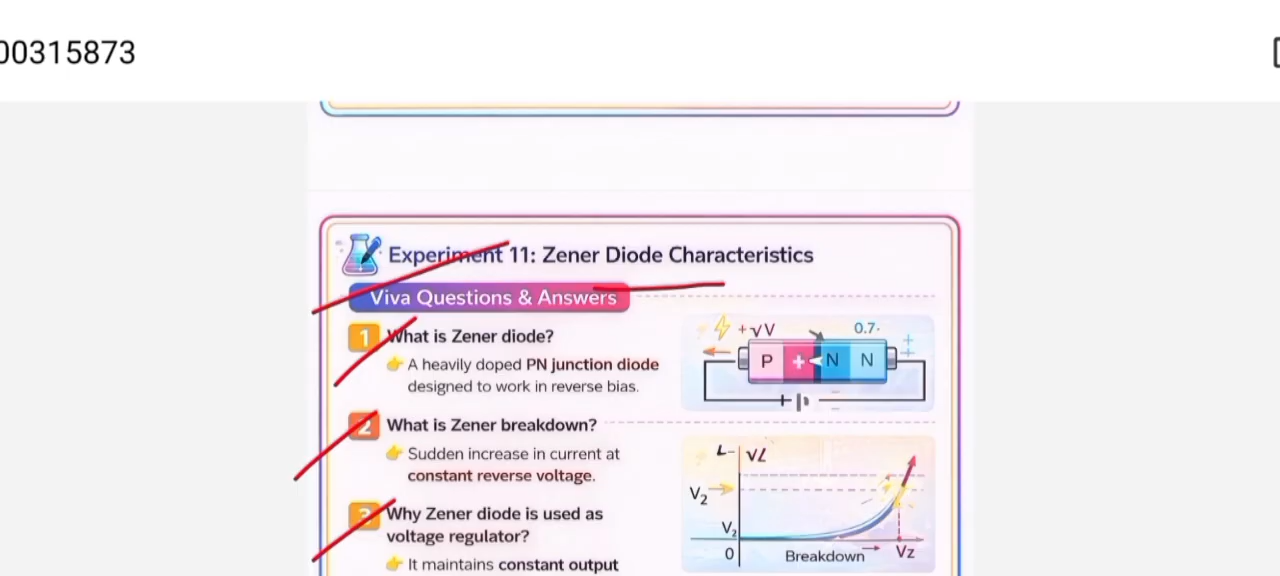 00315873
Experiment 11: Zener Diode Characteristics
Viva Questions & Answers
1 What is Zener diode?
A heavily doped PN junction diode
designed to work in reverse bias.
+√V 0.7·
P + N N
+
2 What is Zener breakdown?
Sudden increase in current at
constant reverse voltage.
V₂
V₂
0 Breakdown Vz
3 Why Zener diode is used as
voltage regulator?
It maintains constant output